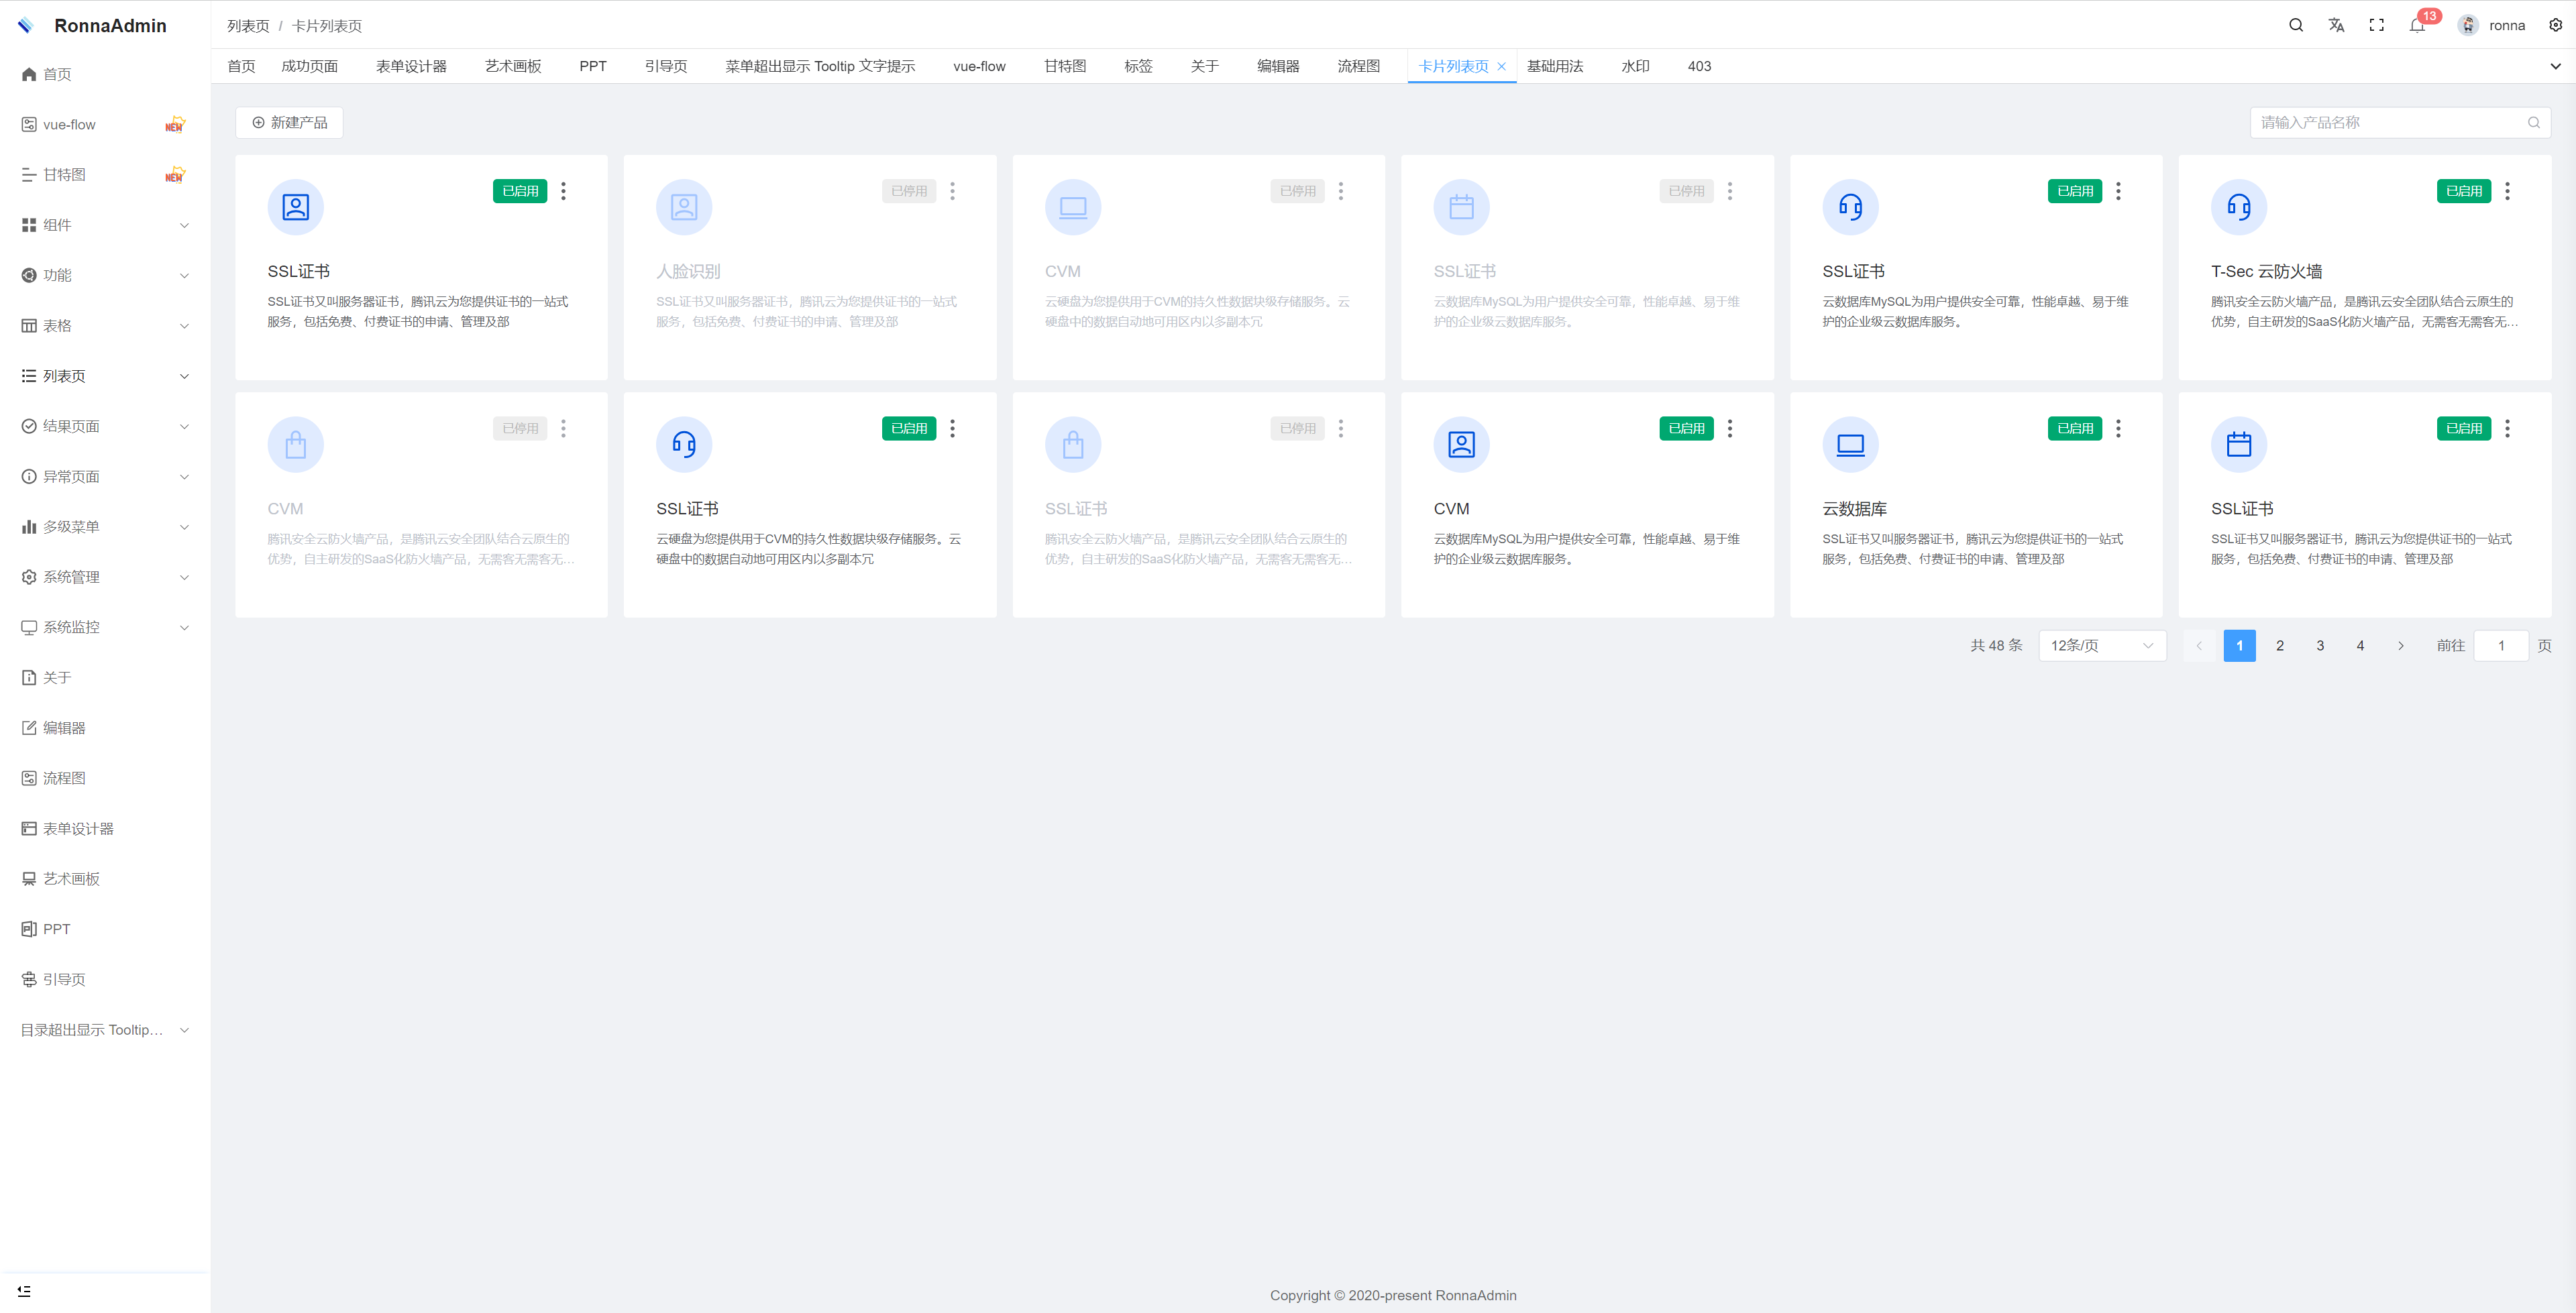 RonnaAdmin
首页
vue-flow
NEW
甘特图
NEW
组件
功能
表格
列表页
结果页面
异常页面
多级菜单
系统管理
系统监控
关于
编辑器
流程图
表单设计器
艺术画板
PPT
引导页
目录超出显示 Tooltip…
列表页 / 卡片列表页
13
ronna
首页 成功页面 表单设计器 艺术画板 PPT 引导页 菜单超出显示 Tooltip 文字提示 vue-flow 甘特图 标签 关于 编辑器 流程图 卡片列表页 基础用法 水印 403
新建产品
请输入产品名称
已启用
SSL证书
SSL证书又叫服务器证书，腾讯云为您提供证书的一站式
服务，包括免费、付费证书的申请、管理及部
已停用
人脸识别
SSL证书又叫服务器证书，腾讯云为您提供证书的一站式
服务，包括免费、付费证书的申请、管理及部
已停用
CVM
云硬盘为您提供用于CVM的持久性数据块级存储服务。云
硬盘中的数据自动地可用区内以多副本冗
已停用
SSL证书
云数据库MySQL为用户提供安全可靠，性能卓越、易于维
护的企业级云数据库服务。
已启用
SSL证书
云数据库MySQL为用户提供安全可靠，性能卓越、易于维
护的企业级云数据库服务。
已启用
T-Sec 云防火墙
腾讯安全云防火墙产品，是腾讯云安全团队结合云原生的
优势，自主研发的SaaS化防火墙产品，无需客无需客无…
已停用
CVM
腾讯安全云防火墙产品，是腾讯云安全团队结合云原生的
优势，自主研发的SaaS化防火墙产品，无需客无需客无…
已启用
SSL证书
云硬盘为您提供用于CVM的持久性数据块级存储服务。云
硬盘中的数据自动地可用区内以多副本冗
已停用
SSL证书
腾讯安全云防火墙产品，是腾讯云安全团队结合云原生的
优势，自主研发的SaaS化防火墙产品，无需客无需客无…
已启用
CVM
云数据库MySQL为用户提供安全可靠，性能卓越、易于维
护的企业级云数据库服务。
已启用
云数据库
SSL证书又叫服务器证书，腾讯云为您提供证书的一站式
服务，包括免费、付费证书的申请、管理及部
已启用
SSL证书
SSL证书又叫服务器证书，腾讯云为您提供证书的一站式
服务，包括免费、付费证书的申请、管理及部
共 48 条 12条/页 1 2 3 4 前往 1 页
Copyright © 2020-present RonnaAdmin